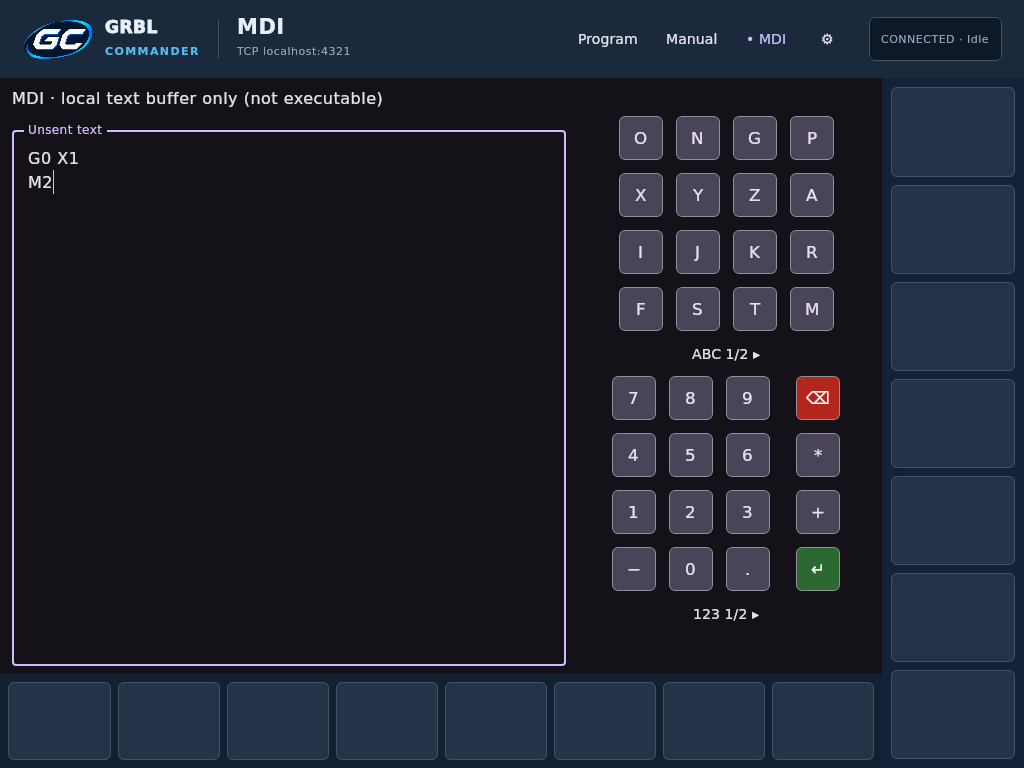 GC
GRBL
COMMANDER
MDI
TCP localhost:4321
Program
Manual
• MDI
⚙
CONNECTED · Idle
MDI · local text buffer only (not executable)
Unsent text
G0 X1
M2
O N G P
X Y Z A
I J K R
F S T M
ABC 1/2 ▸
7 8 9 ⌫
4 5 6 *
1 2 3 +
− 0 . ↵
123 1/2 ▸